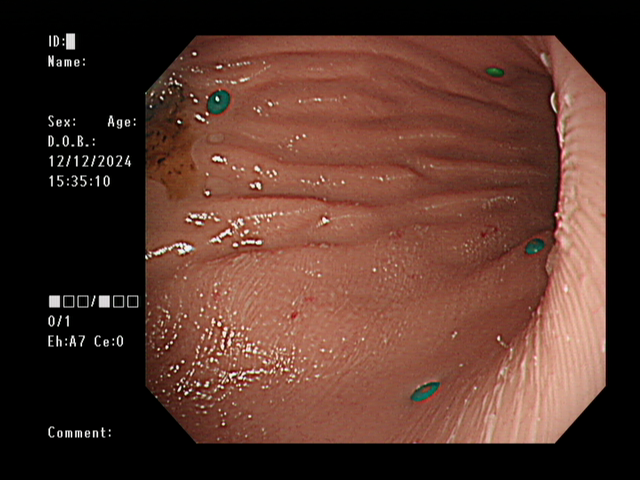 ID:
Name:
Sex: Age:
D.O.B.:
12/12/2024
15:35:10
■□□/■□□
0/1
Eh:A7 Ce:0
Comment: